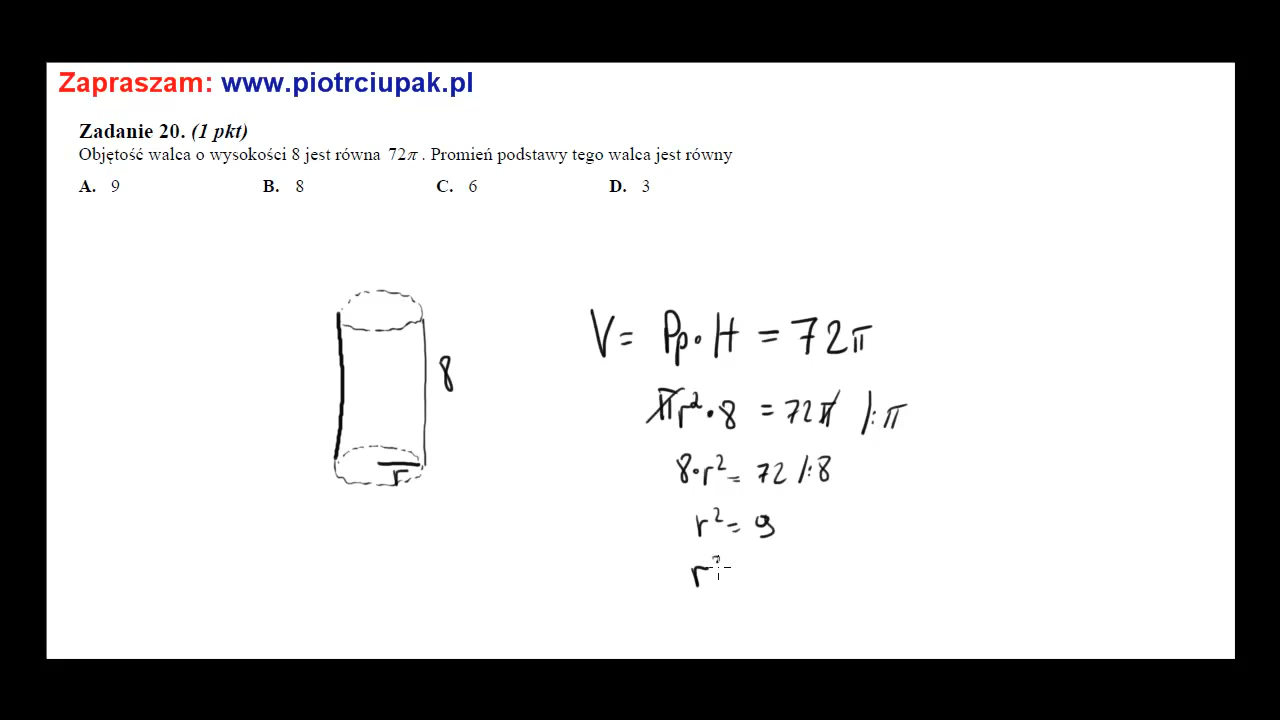 Zapraszam: www.piotrciupak.pl
Zadanie 20. (1 pkt)
Objętość walca o wysokości 8 jest równa 72π . Promień podstawy tego walca jest równy
A. 9 B. 8 C. 6 D. 3
8
r
V = Pp · H = 72π
πr² · 8 = 72π /:π
8 · r² = 72 /:8
r² = 9
r²